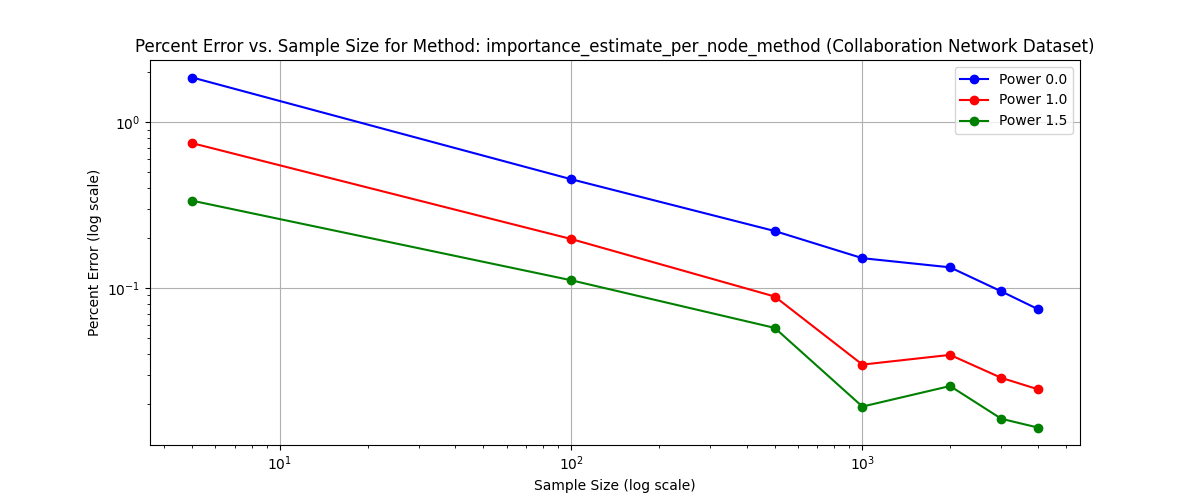 Percent Error vs. Sample Size for Method: importance_estimate_per_node_method (Collaboration Network Dataset)
Power 0.0
Power 1.0
Power 1.5
Percent Error (log scale)
10⁰
10⁻¹
10¹
10²
10³
Sample Size (log scale)